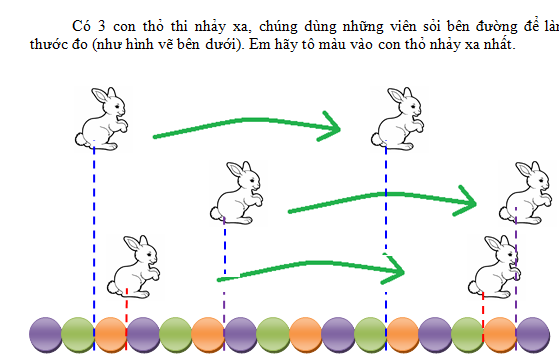 Có 3 con thỏ thi nhảy xa, chúng dùng những viên sỏi bên đường để làr
thước đo (như hình vẽ bên dưới). Em hãy tô màu vào con thỏ nhảy xa nhất.